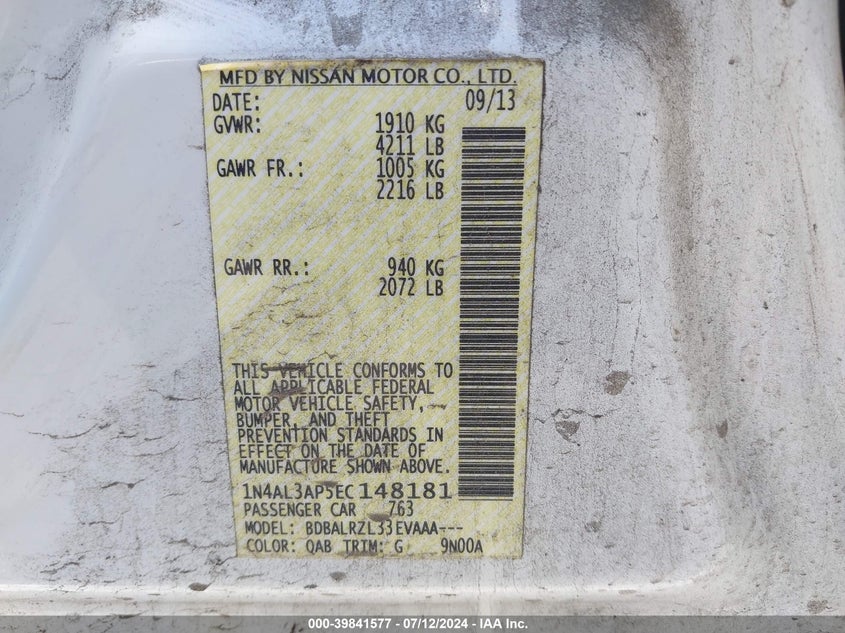 MFD BY NISSAN MOTOR CO., LTD.
DATE: 09/13
GVWR: 1910 KG
4211 LB
GAWR FR.: 1005 KG
2216 LB
GAWR RR.: 940 KG
2072 LB
THIS VEHICLE CONFORMS TO
ALL APPLICABLE FEDERAL
MOTOR VEHICLE SAFETY,
BUMPER, AND THEFT
PREVENTION STANDARDS IN
EFFECT ON THE DATE OF
MANUFACTURE SHOWN ABOVE.
1N4AL3AP5EC148181
PASSENGER CAR 763
MODEL: BDBALRZL33EVAAA---
COLOR: QAB TRIM: G 9N00A
000-39841577 - 07/12/2024 - IAA Inc.